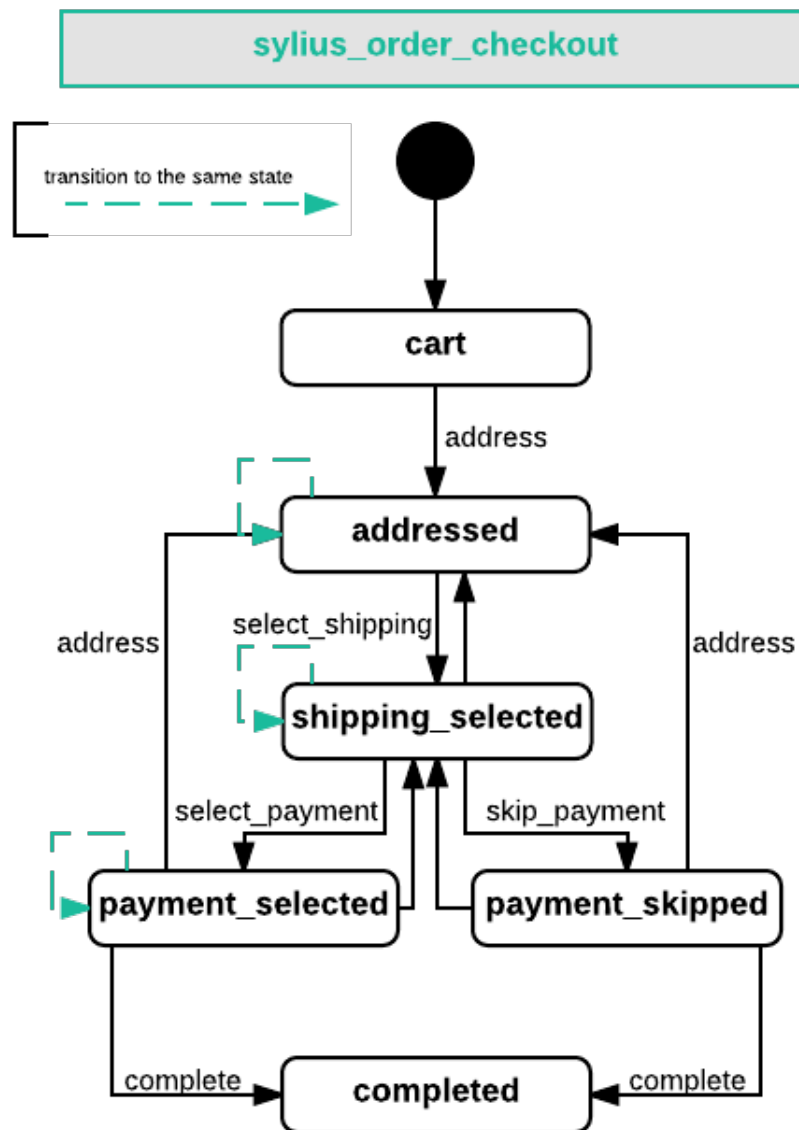 sylius_order_checkout
transition to the same state
cart
address
addressed
select_shipping
address
address
shipping_selected
select_payment
skip_payment
payment_selected
payment_skipped
complete
complete
completed